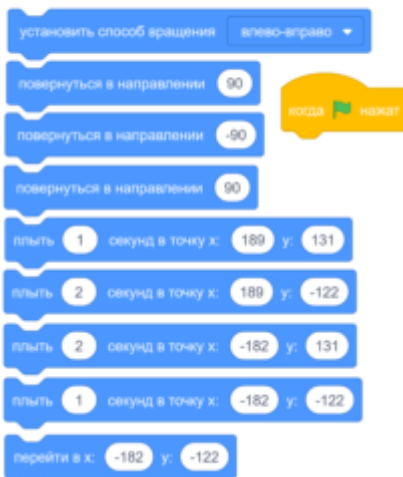 установить способ вращения влево-вправо
повернуться в направлении 90
когда нажат
повернуться в направлении -90
повернуться в направлении 90
плыть 1 секунд в точку x: 189 y: 131
плыть 2 секунд в точку x: 189 y: -122
плыть 2 секунд в точку x: -182 y: 131
плыть 1 секунд в точку x: -182 y: -122
перейти в x: -182 y: -122